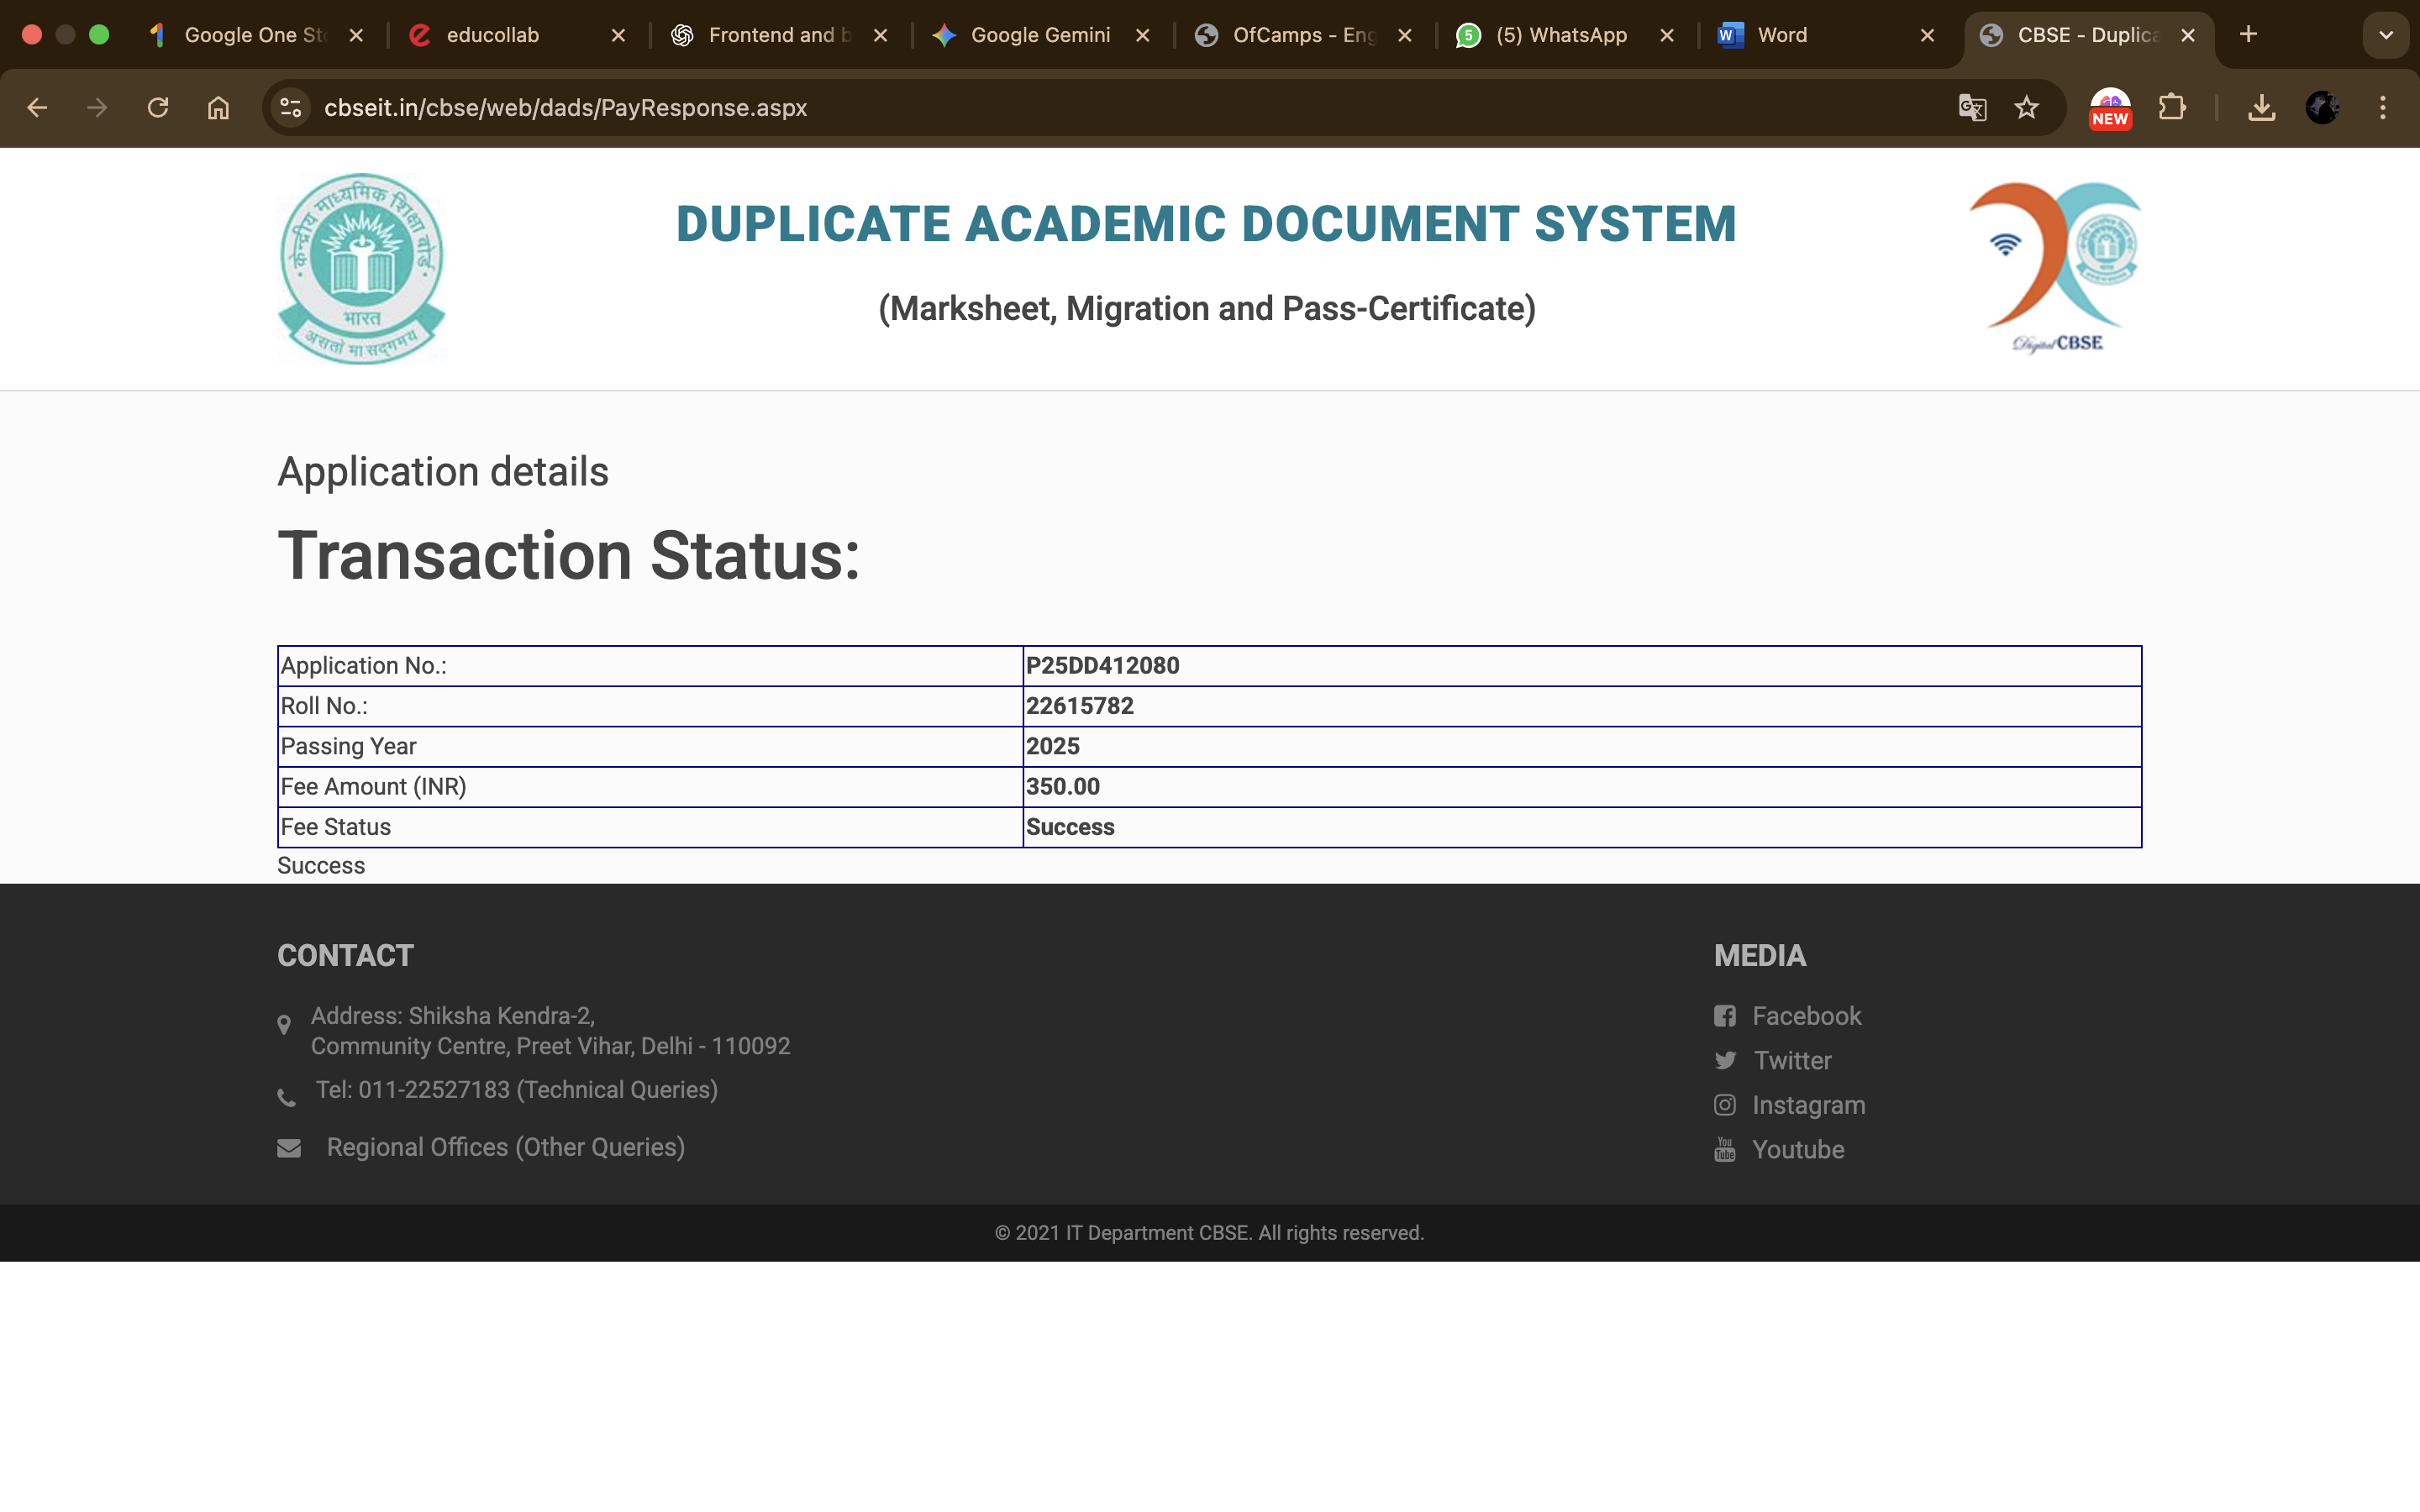 Google One Sto
educollab
Frontend and b
Google Gemini
OfCamps - Eng
5 (5) WhatsApp
W Word
CBSE - Duplica
cbseit.in/cbse/web/dads/PayResponse.aspx
NEW
केन्द्रीय माध्यमिक शिक्षा बोर्ड
भारत
असतो मा सद्गमय
DUPLICATE ACADEMIC DOCUMENT SYSTEM
(Marksheet, Migration and Pass-Certificate)
Digital CBSE
Application details
Transaction Status:
Application No.: P25DD412080
Roll No.: 22615782
Passing Year 2025
Fee Amount (INR) 350.00
Fee Status Success
Success
CONTACT
Address: Shiksha Kendra-2,
Community Centre, Preet Vihar, Delhi - 110092
Tel: 011-22527183 (Technical Queries)
Regional Offices (Other Queries)
MEDIA
Facebook
Twitter
Instagram
You Tube Youtube
© 2021 IT Department CBSE. All rights reserved.